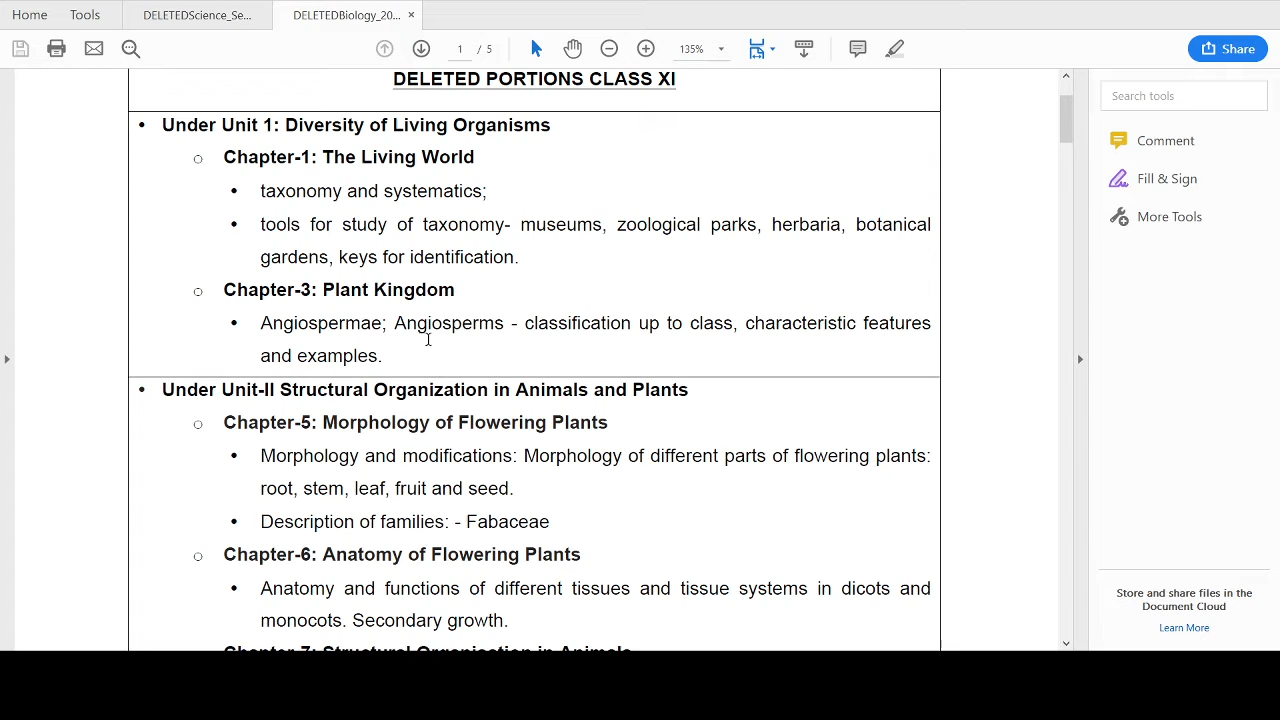 Home Tools DELETEDScience_Se... DELETEDBiology_20... ×
1 / 5 135% Share
DELETED PORTIONS CLASS XI
• Under Unit 1: Diversity of Living Organisms
o Chapter-1: The Living World
• taxonomy and systematics;
• tools for study of taxonomy- museums, zoological parks, herbaria, botanical
gardens, keys for identification.
o Chapter-3: Plant Kingdom
• Angiospermae; Angiosperms - classification up to class, characteristic features
and examples.
• Under Unit-II Structural Organization in Animals and Plants
o Chapter-5: Morphology of Flowering Plants
• Morphology and modifications: Morphology of different parts of flowering plants:
root, stem, leaf, fruit and seed.
• Description of families: - Fabaceae
o Chapter-6: Anatomy of Flowering Plants
• Anatomy and functions of different tissues and tissue systems in dicots and
monocots. Secondary growth.
Chapter-7: Structural Organisation in Animals
Search tools
Comment
Fill & Sign
More Tools
Store and share files in the
Document Cloud
Learn More